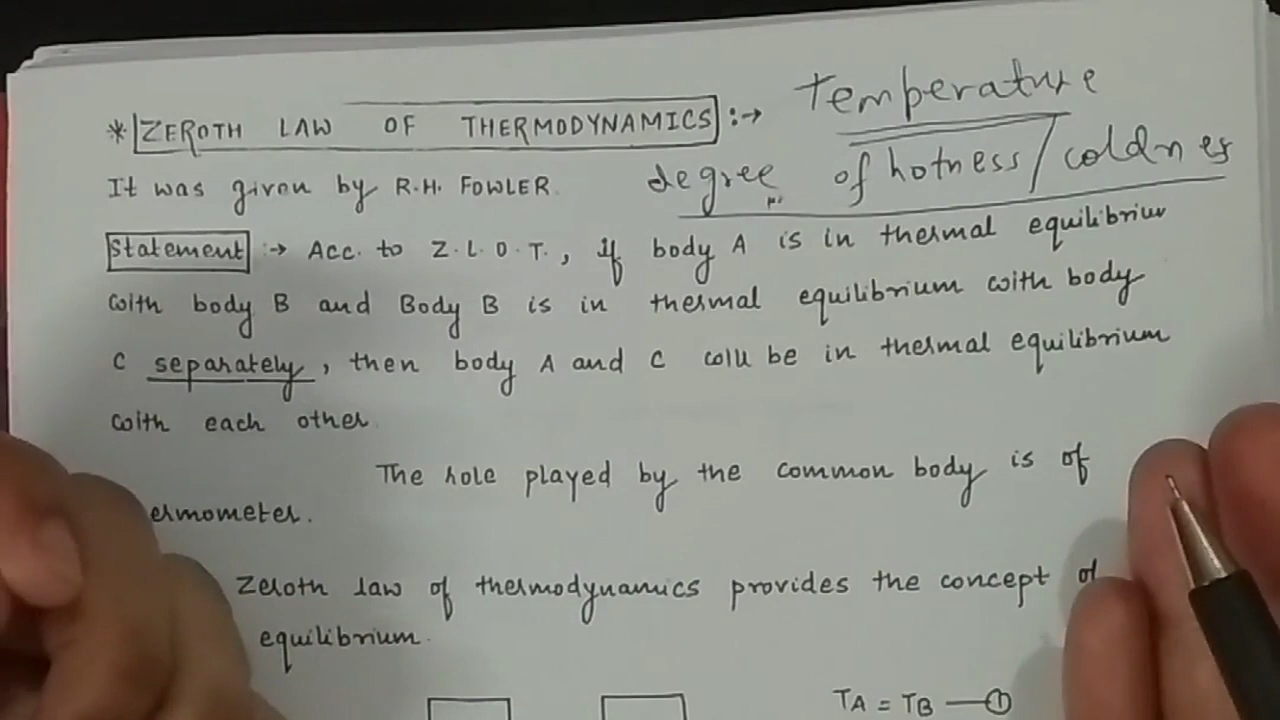 * ZEROTH LAW OF THERMODYNAMICS :→ Temperature
It was given by R.H. FOWLER. degree of hotness/coldnes
Statement :→ Acc. to Z.L.O.T., if body A is in thermal equilibrium
with body B and Body B is in thermal equilibrium with body
C separately, then body A and C will be in thermal equilibrium
with each other.
The role played by the common body is of
ermometer.
Zeroth law of thermodynamics provides the concept of
equilibrium.
TA = TB —①